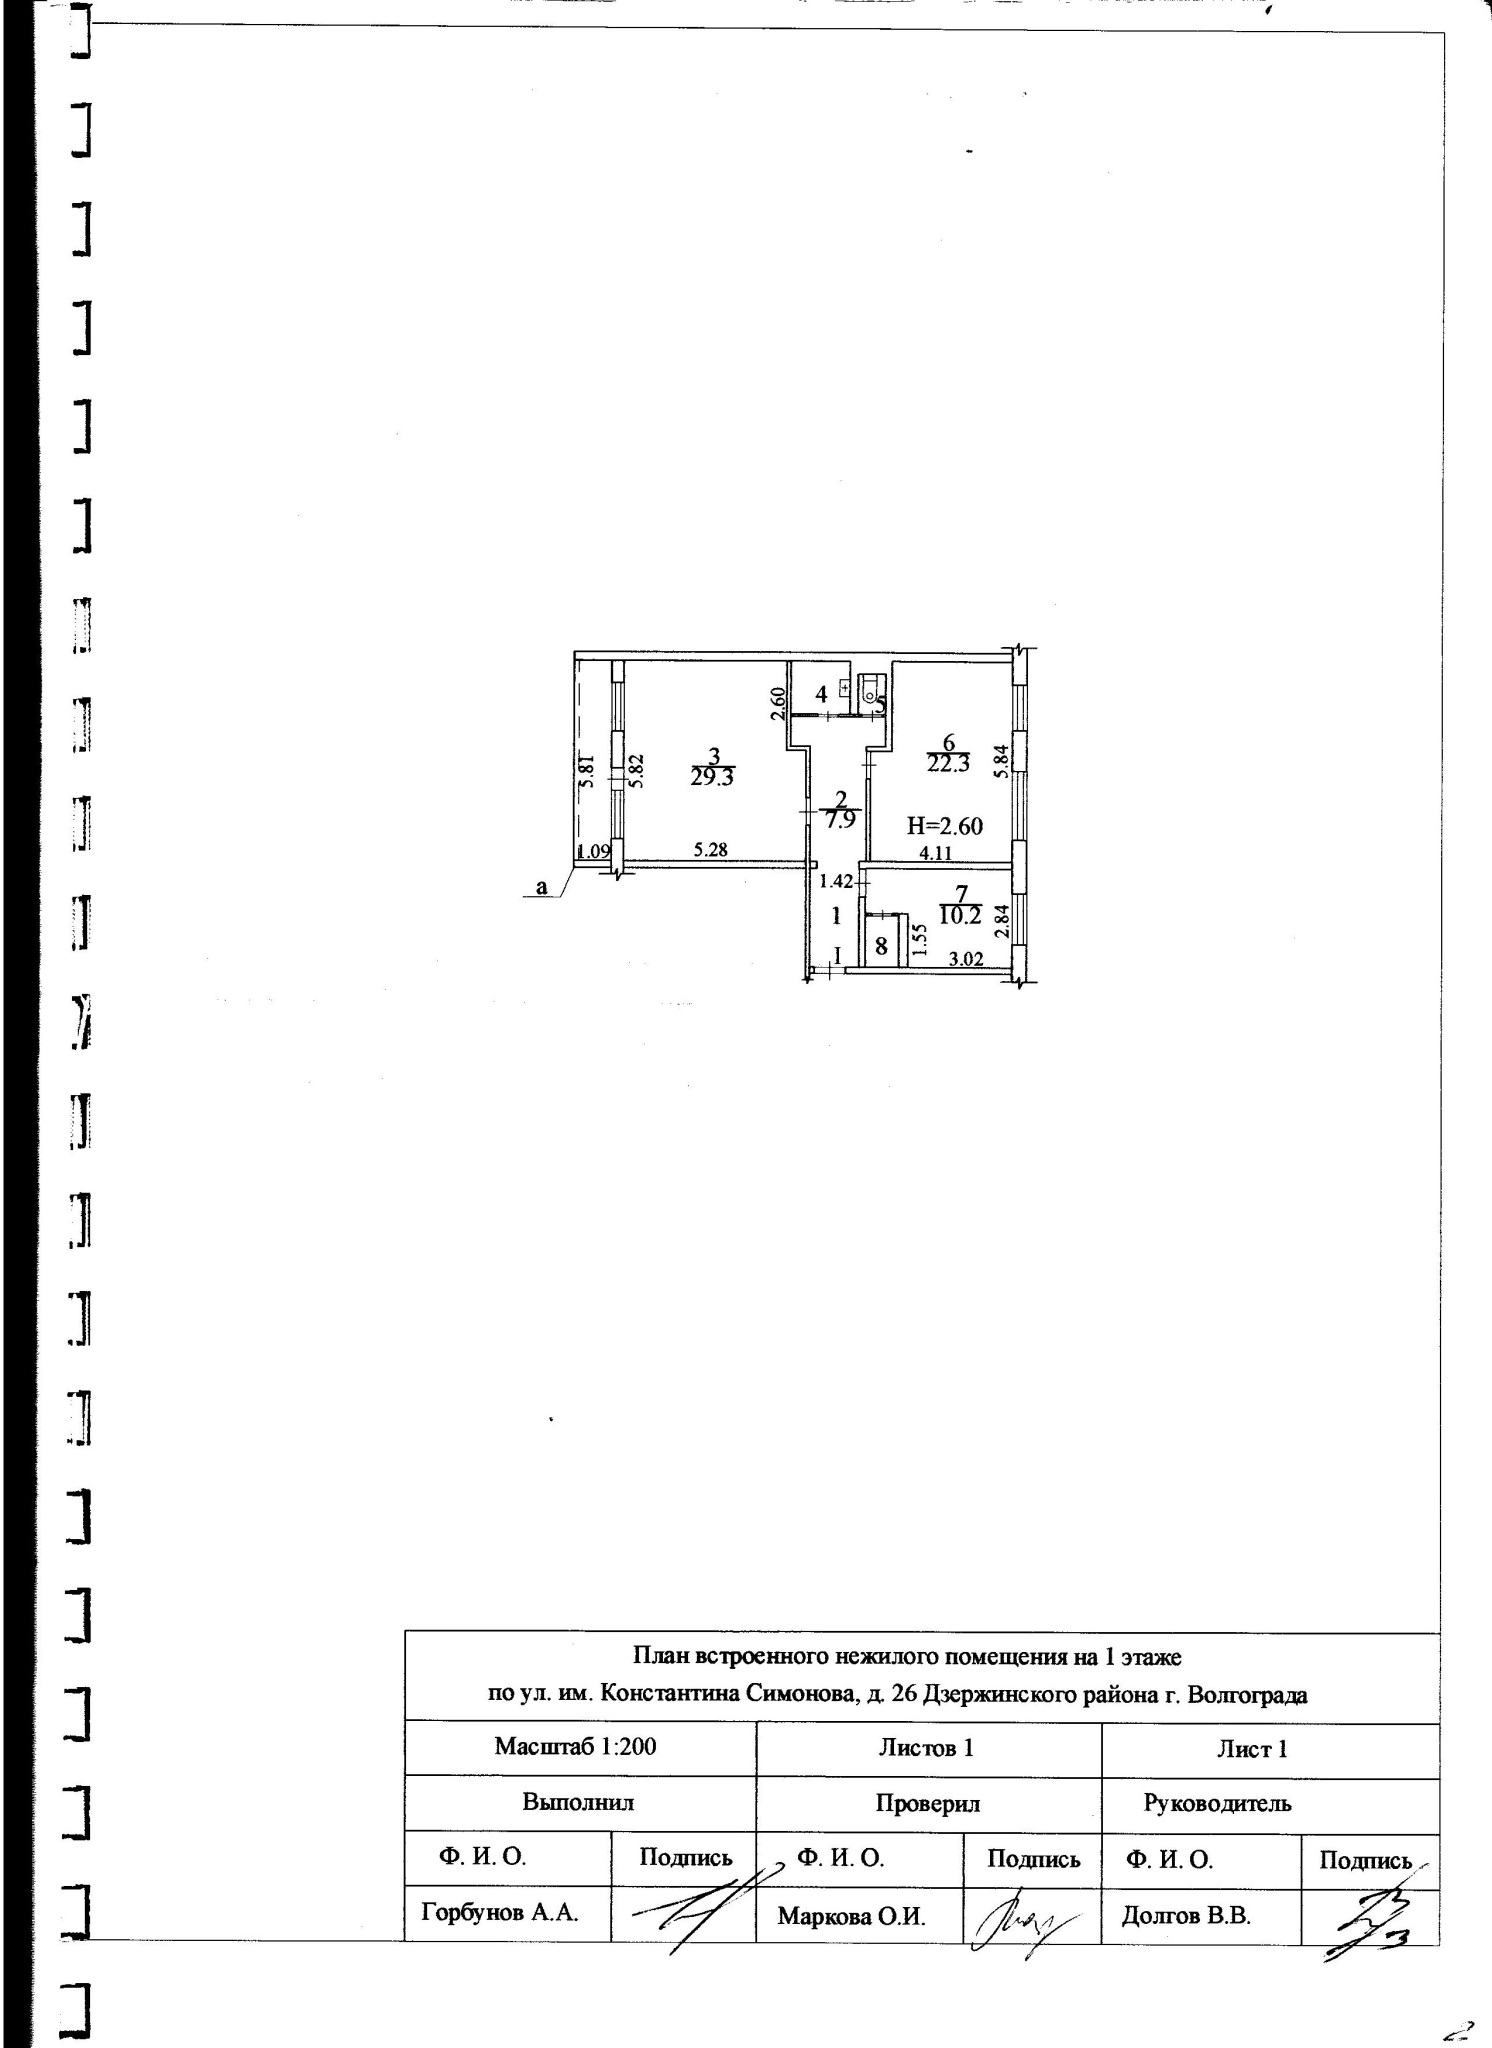 4
5
2.60
6
22.3
5.84
3
29.3
5.81
5.82
2
7.9
H=2.60
1.09
5.28
4.11
а
1.42
7
10.2
2.84
1
8
1.55
I
3.02
План встроенного нежилого помещения на 1 этаже
по ул. им. Константина Симонова, д. 26 Дзержинского района г. Волгограда
Масштаб 1:200 Листов 1 Лист 1
Выполнил Проверил Руководитель
Ф. И. О. Подпись Ф. И. О. Подпись Ф. И. О. Подпись
Горбунов А.А. Маркова О.И. Долгов В.В.
2